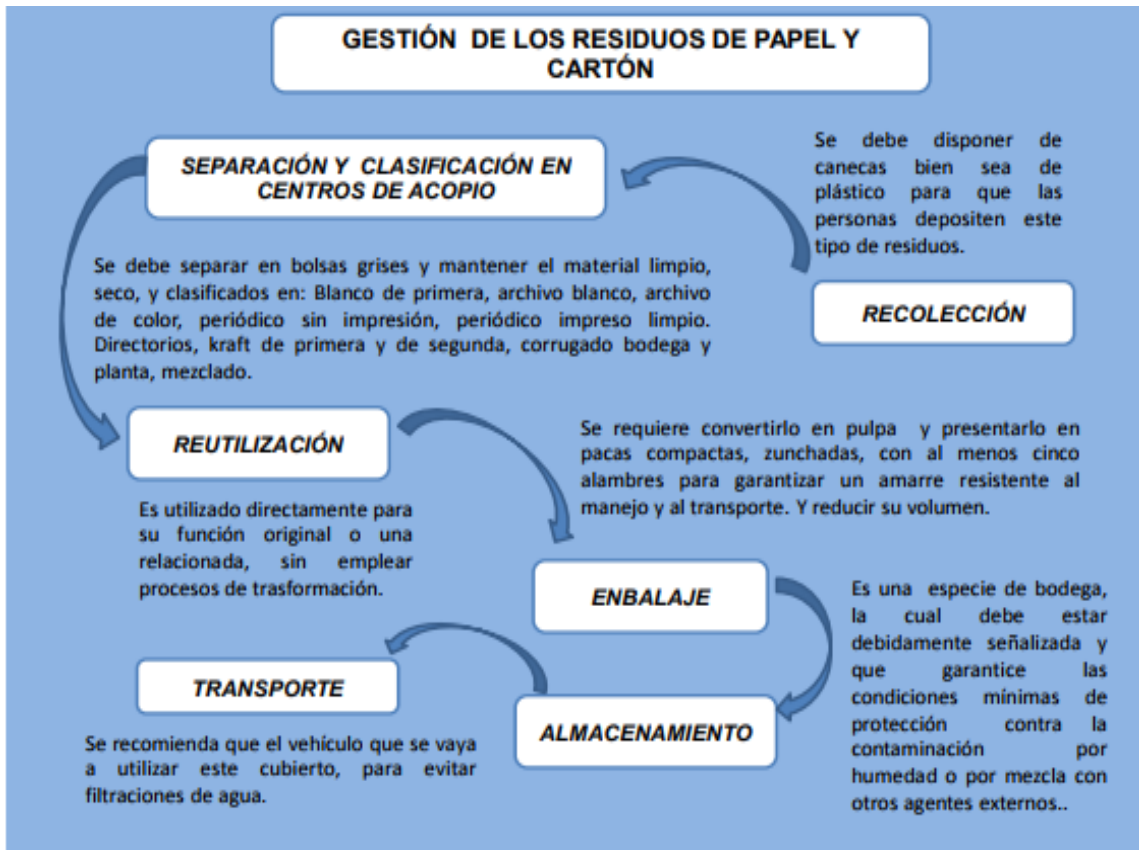 GESTIÓN DE LOS RESIDUOS DE PAPEL Y
CARTÓN
Se debe disponer de
canecas bien sea de
plástico para que las
personas depositen este
tipo de residuos.
RECOLECCIÓN
SEPARACIÓN Y CLASIFICACIÓN EN
CENTROS DE ACOPIO
Se debe separar en bolsas grises y mantener el material limpio,
seco, y clasificados en: Blanco de primera, archivo blanco, archivo
de color, periódico sin impresión, periódico impreso limpio.
Directorios, kraft de primera y de segunda, corrugado bodega y
planta, mezclado.
REUTILIZACIÓN
Es utilizado directamente para
su función original o una
relacionada, sin emplear
procesos de trasformación.
Se requiere convertirlo en pulpa y presentarlo en
pacas compactas, zunchadas, con al menos cinco
alambres para garantizar un amarre resistente al
manejo y al transporte. Y reducir su volumen.
ENBALAJE
Es una especie de bodega,
la cual debe estar
debidamente señalizada y
que garantice las
condiciones mínimas de
protección contra la
contaminación por
humedad o por mezcla con
otros agentes externos..
ALMACENAMIENTO
TRANSPORTE
Se recomienda que el vehículo que se vaya
a utilizar este cubierto, para evitar
filtraciones de agua.